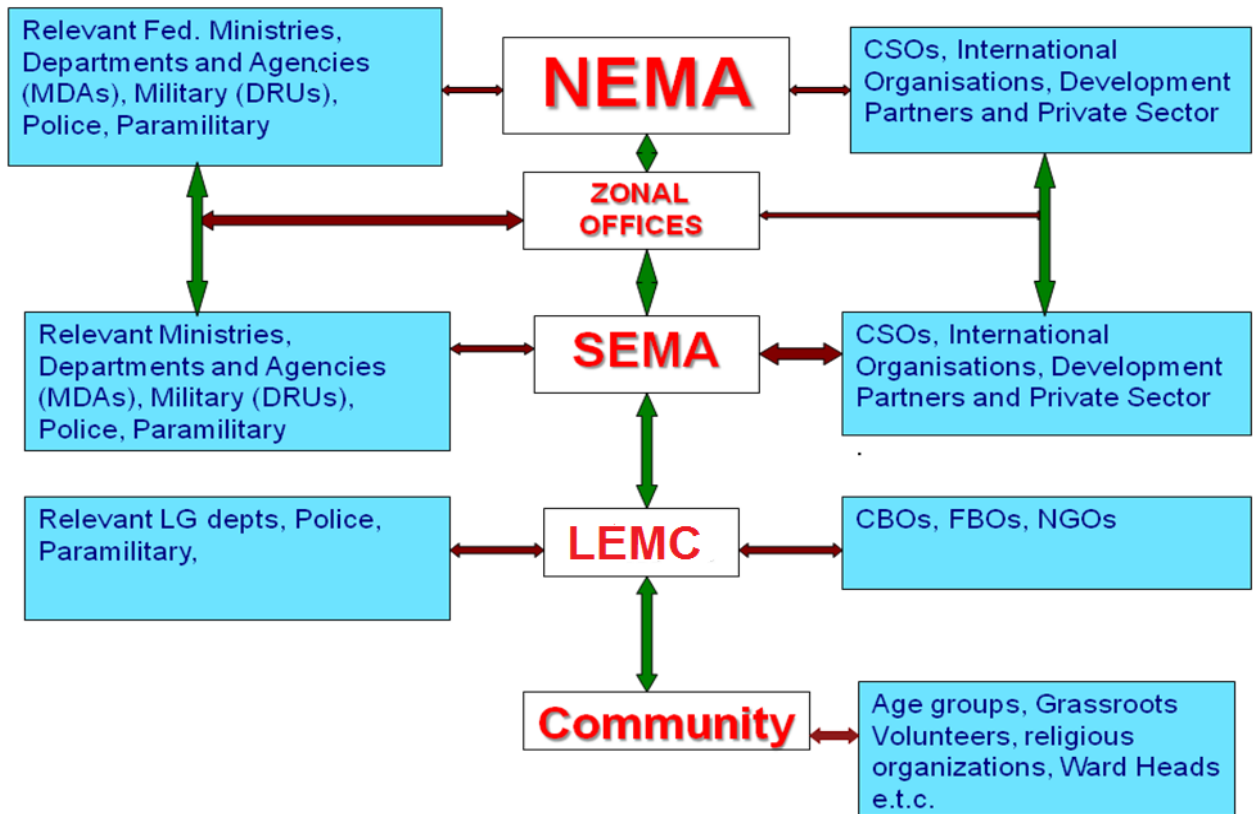 Relevant Fed. Ministries,
Departments and Agencies
(MDAs), Military (DRUs),
Police, Paramilitary
NEMA
CSOs, International
Organisations, Development
Partners and Private Sector
ZONAL
OFFICES
Relevant Ministries,
Departments and Agencies
(MDAs), Military (DRUs),
Police, Paramilitary
SEMA
CSOs, International
Organisations, Development
Partners and Private Sector
.
Relevant LG depts, Police,
Paramilitary,
LEMC
CBOs, FBOs, NGOs
Community
Age groups, Grassroots
Volunteers, religious
organizations, Ward Heads
e.t.c.